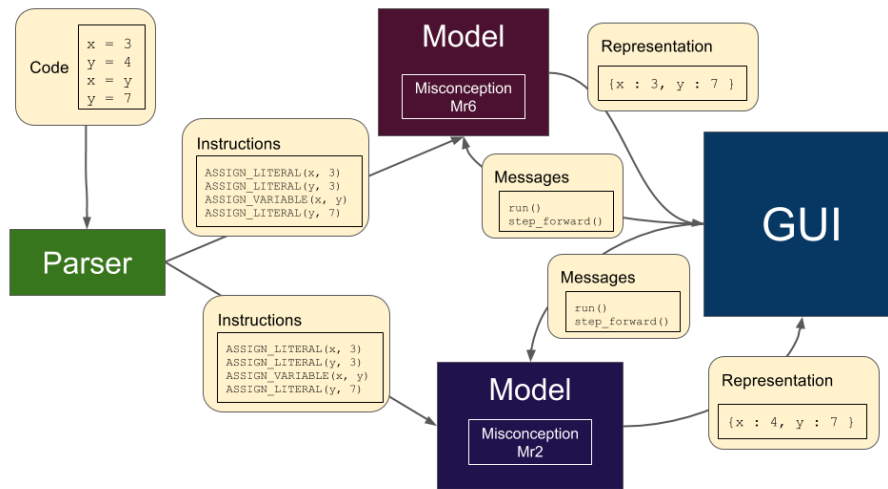 Code
x = 3
y = 4
x = y
y = 7
Model
Misconception
Mr6
Representation
{x : 3, y : 7 }
Instructions
ASSIGN_LITERAL(x, 3)
ASSIGN_LITERAL(y, 3)
ASSIGN_VARIABLE(x, y)
ASSIGN_LITERAL(y, 7)
Messages
run()
step_forward()
Parser
GUI
Messages
run()
step_forward()
Instructions
ASSIGN_LITERAL(x, 3)
ASSIGN_LITERAL(y, 3)
ASSIGN_VARIABLE(x, y)
ASSIGN_LITERAL(y, 7)
Model
Misconception
Mr2
Representation
{x : 4, y : 7 }